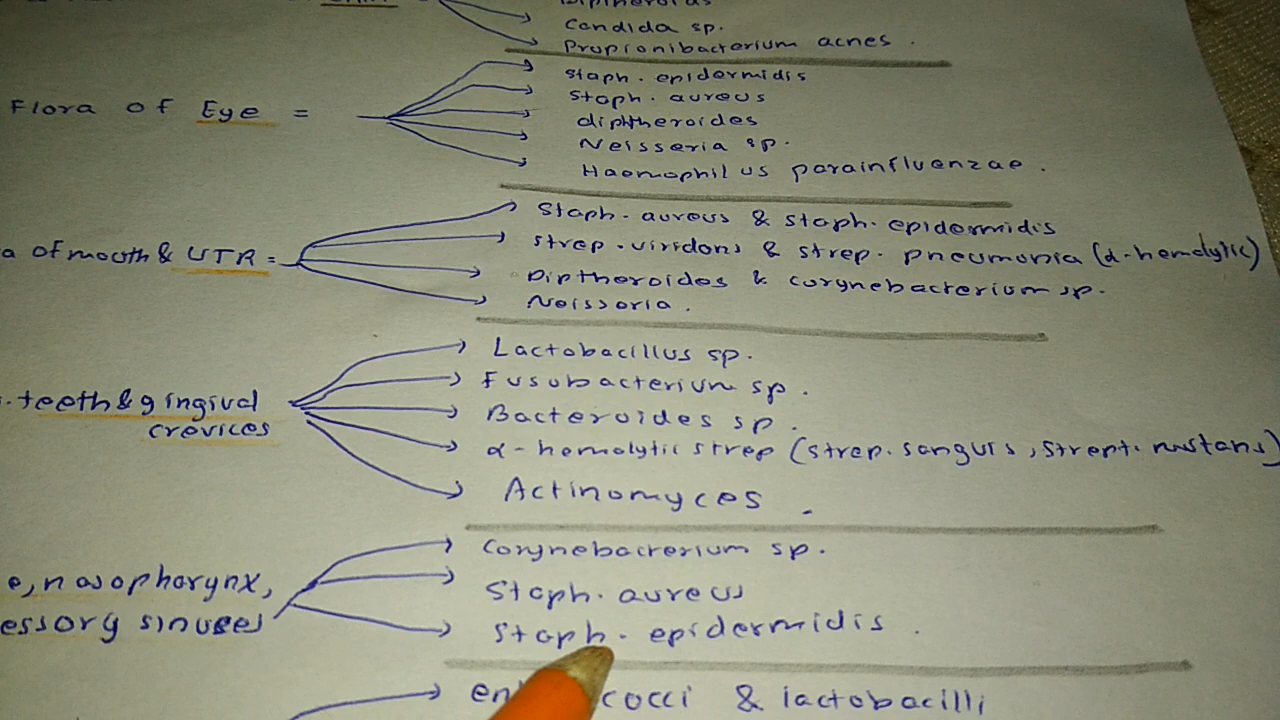 Diptheroids
Candida sp.
Propionibacterium acnes.
Flora of Eye =
Staph. epidermidis
Staph. aureus
diphtheroides
Neisseria sp.
Haemophilus parainfluenzae.
a of mouth & UTR =
Staph. aureus & staph. epidermidis
Strep. viridans & strep. pneumonia (α-hemolytic)
Diptheroides & corynebacterium sp.
Neisseria.
teeth & gingival
crevices
Lactobacillus sp.
Fusobacterium sp.
Bacteroides sp.
α-hemolytic strep (strep. sanguis, strept. mustans)
Actinomyces.
e, nasopharynx,
essory sinuses
Corynebacterium sp.
Staph. aureus
Staph. epidermidis.
en cocci & lactobacilli